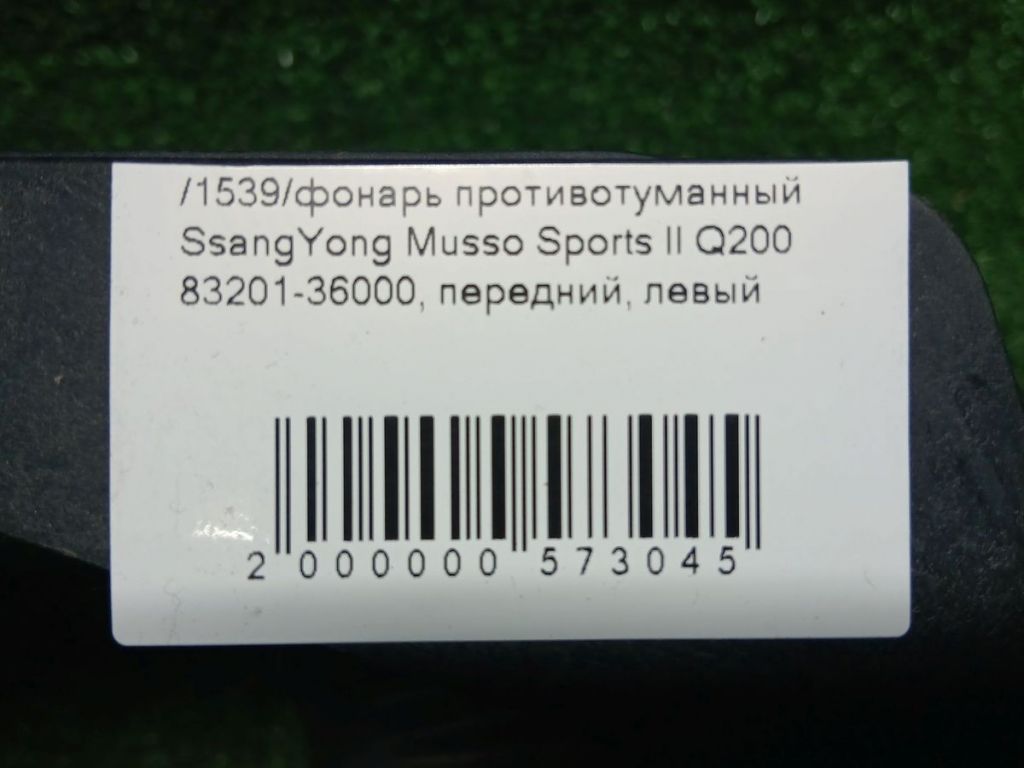 /1539/фонарь противотуманный
SsangYong Musso Sports II Q200
83201-36000, передний, левый
2 000000 573045